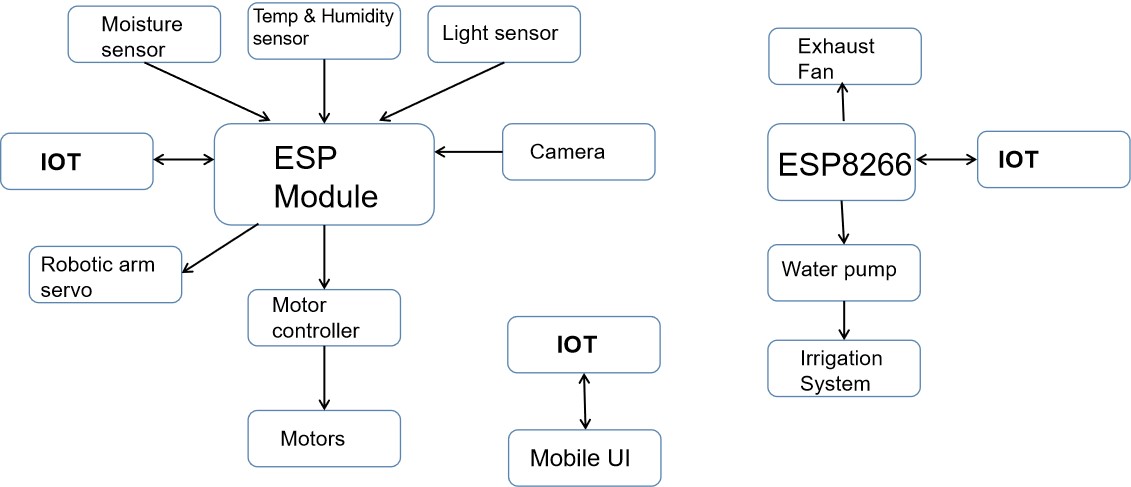 Moisture
sensor
Temp & Humidity
sensor
Light sensor
IOT
ESP
Module
Camera
Robotic arm
servo
Motor
controller
Motors
IOT
Mobile UI
Exhaust
Fan
ESP8266
IOT
Water pump
Irrigation
System